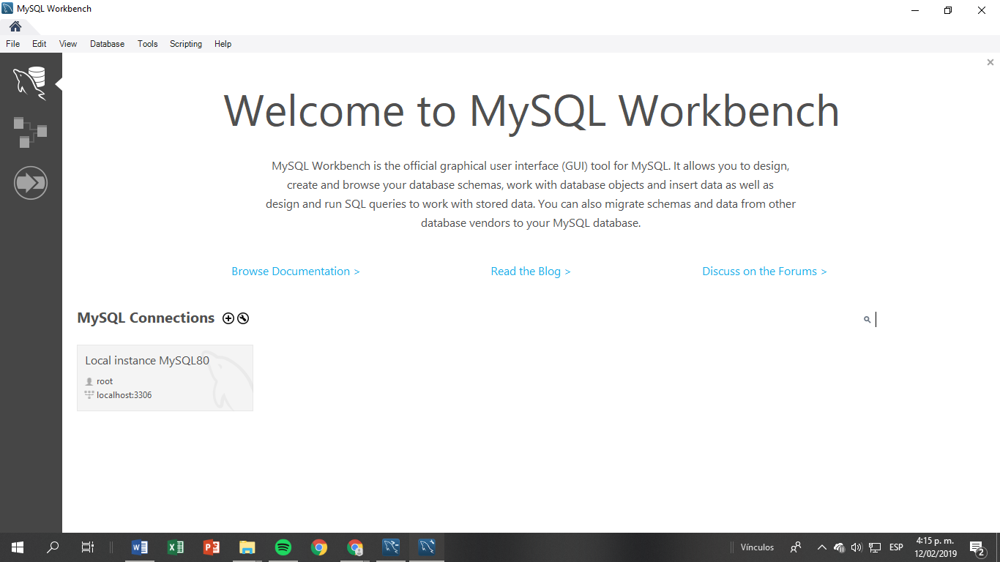 MySQL Workbench
File Edit View Database Tools Scripting Help
Welcome to MySQL Workbench
MySQL Workbench is the official graphical user interface (GUI) tool for MySQL. It allows you to design,
create and browse your database schemas, work with database objects and insert data as well as
design and run SQL queries to work with stored data. You can also migrate schemas and data from other
database vendors to your MySQL database.
Browse Documentation > Read the Blog > Discuss on the Forums >
MySQL Connections
Local instance MySQL80
root
localhost:3306
Vínculos ESP 4:15 p. m.
12/02/2019 2